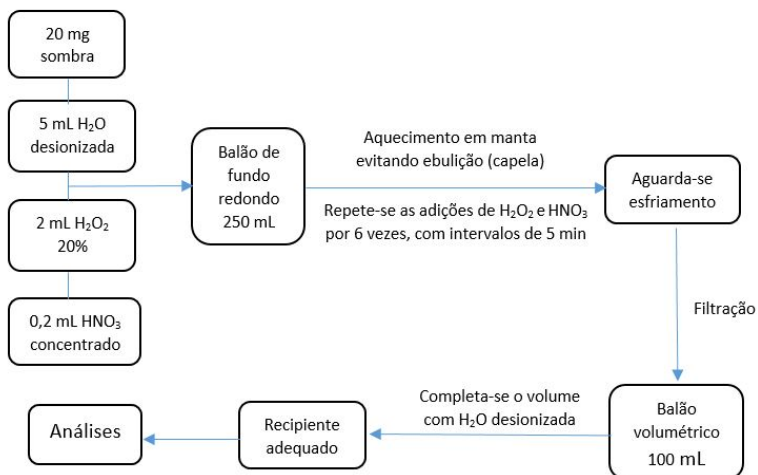 20 mg
sombra
5 mL H₂O
desionizada
2 mL H₂O₂
20%
0,2 mL HNO₃
concentrado
Balão de
fundo
redondo
250 mL
Aquecimento em manta
evitando ebulição (capela)
Repete-se as adições de H₂O₂ e HNO₃
por 6 vezes, com intervalos de 5 min
Aguarda-se
esfriamento
Filtração
Balão
volumétrico
100 mL
Completa-se o volume
com H₂O desionizada
Recipiente
adequado
Análises